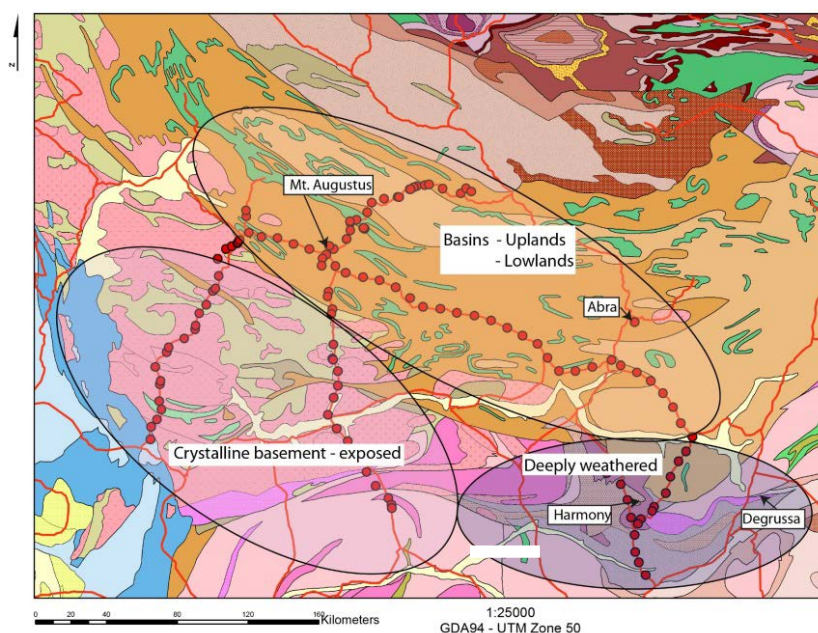 z
Mt. Augustus
Basins - Uplands
- Lowlands
Abra
Crystalline basement - exposed
Deeply weathered
Harmony
Degrussa
0 20 40 80 120 160
Kilometers
1:25000
GDA94 - UTM Zone 50